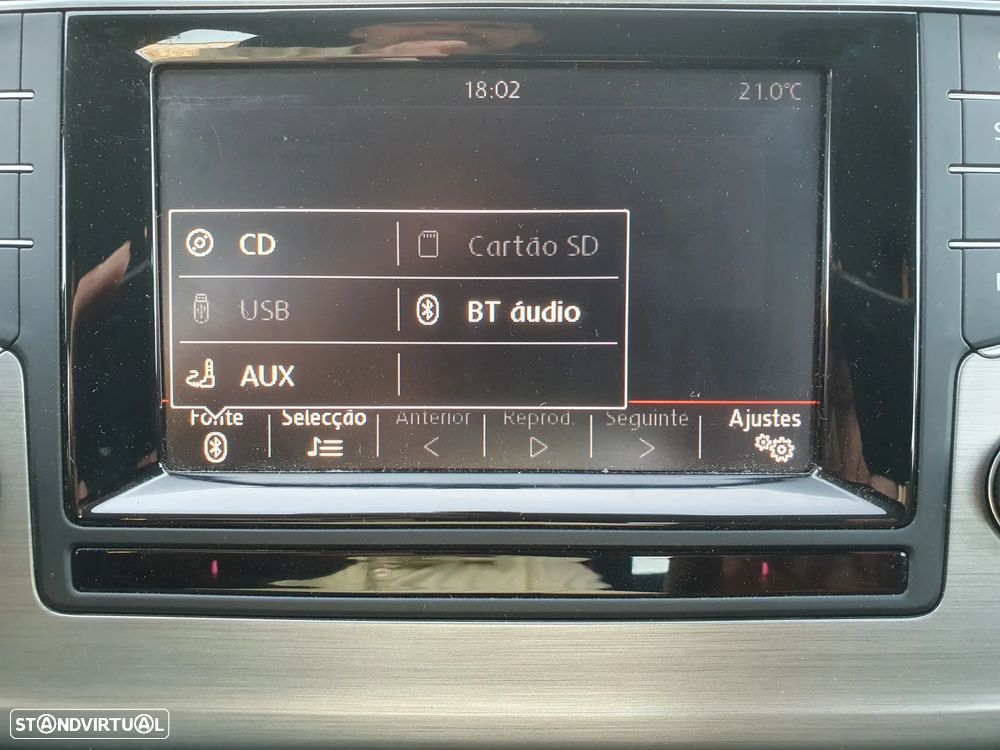 18:02 21.0°C
CD Cartão SD
USB BT áudio
AUX
Fonte Selecção Anterior Reprod. Seguinte Ajustes
STANDVIRTUAL